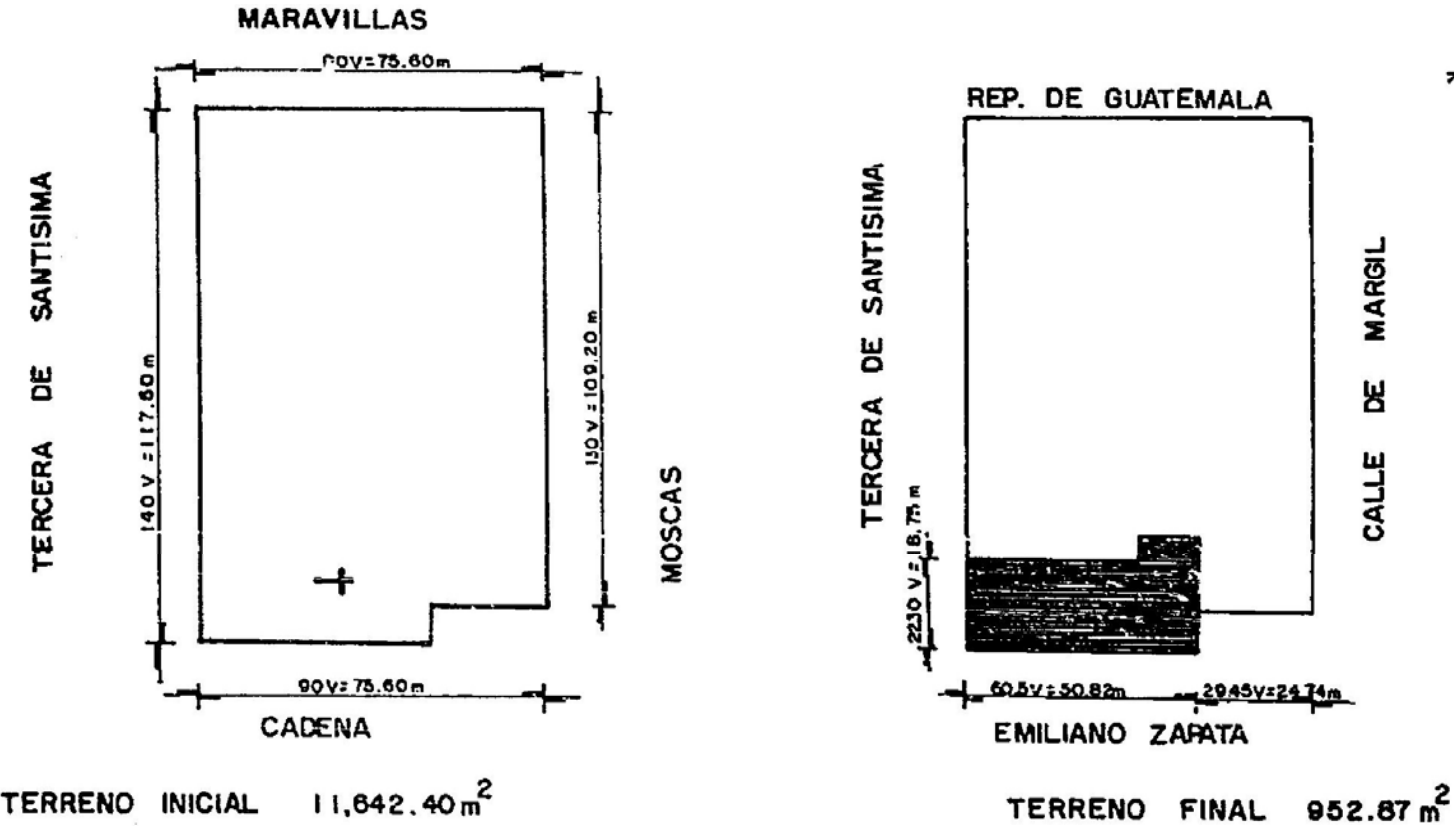 MARAVILLAS
90V=75.60m
TERCERA DE SANTISIMA
140 V =117.60 m
130 V =109.20 m
MOSCAS
90V=75.60m
CADENA
TERRENO INICIAL 11,642.40 m²
REP. DE GUATEMALA
TERCERA DE SANTISIMA
CALLE DE MARGIL
22.30 V = 18.75 m
60.5V=50.82m
29.45V=24.74m
EMILIANO ZAPATA
TERRENO FINAL 952.87 m²